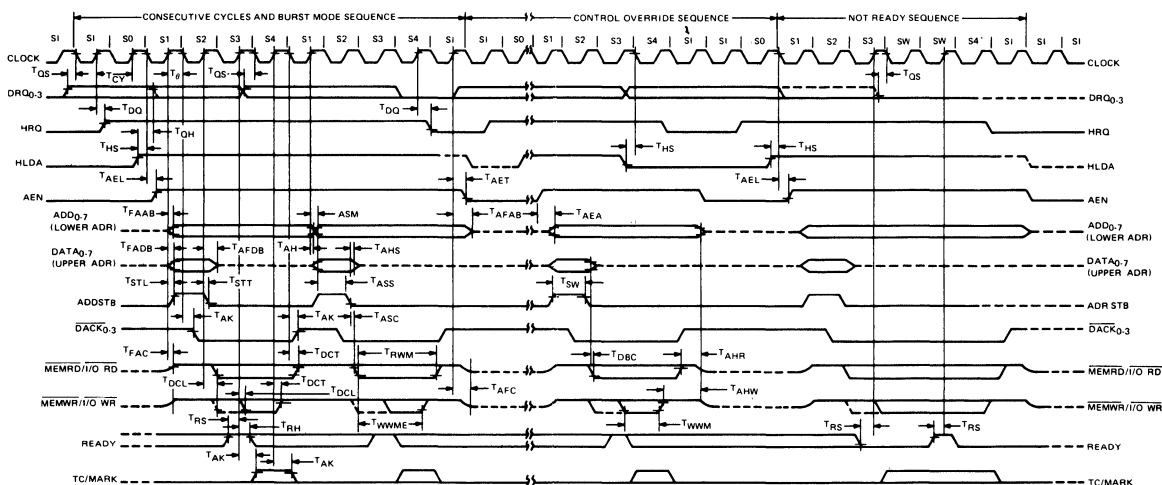 CONSECUTIVE CYCLES AND BURST MODE SEQUENCE
CONTROL OVERRIDE SEQUENCE
NOT READY SEQUENCE
SI SI S0 S1 S2 S3 S4 S1 S2 S3 S4 SI SI S0 S1 S2 S3 S4 SI SI S0 S1 S2 S3 SW SW S4 SI SI SI
CLOCK
CLOCK
TQS TCY Tθ TQS TQS
DRQ0-3
DRQ0-3
TDQ TDQ
HRQ
HRQ
TQH
THS THS THS
HLDA
HLDA
TAEL TAET TAEL
AEN
AEN
TFAAB ASM TAFAB TAEA
ADD0-7
(LOWER ADR)
ADD0-7
(LOWER ADR)
TFADB TAFDB TAH TAHS
DATA0-7
(UPPER ADR)
DATA0-7
(UPPER ADR)
TSTL TSTT TASS TSW
ADDSTB
ADR STB
TAK TAK TASC
DACK0-3
DACK0-3
TFAC TDCT TRWM TDBC TAHR
MEMRD/I/O RD
MEMRD/I/O RD
TDCL TDCT TDCL TAFC TAHW
MEMWR/I/O WR
MEMWR/I/O WR
TRS TRH TWWME TWWM TRS TRS
READY
READY
TAK TAK
TC/MARK
TC/MARK